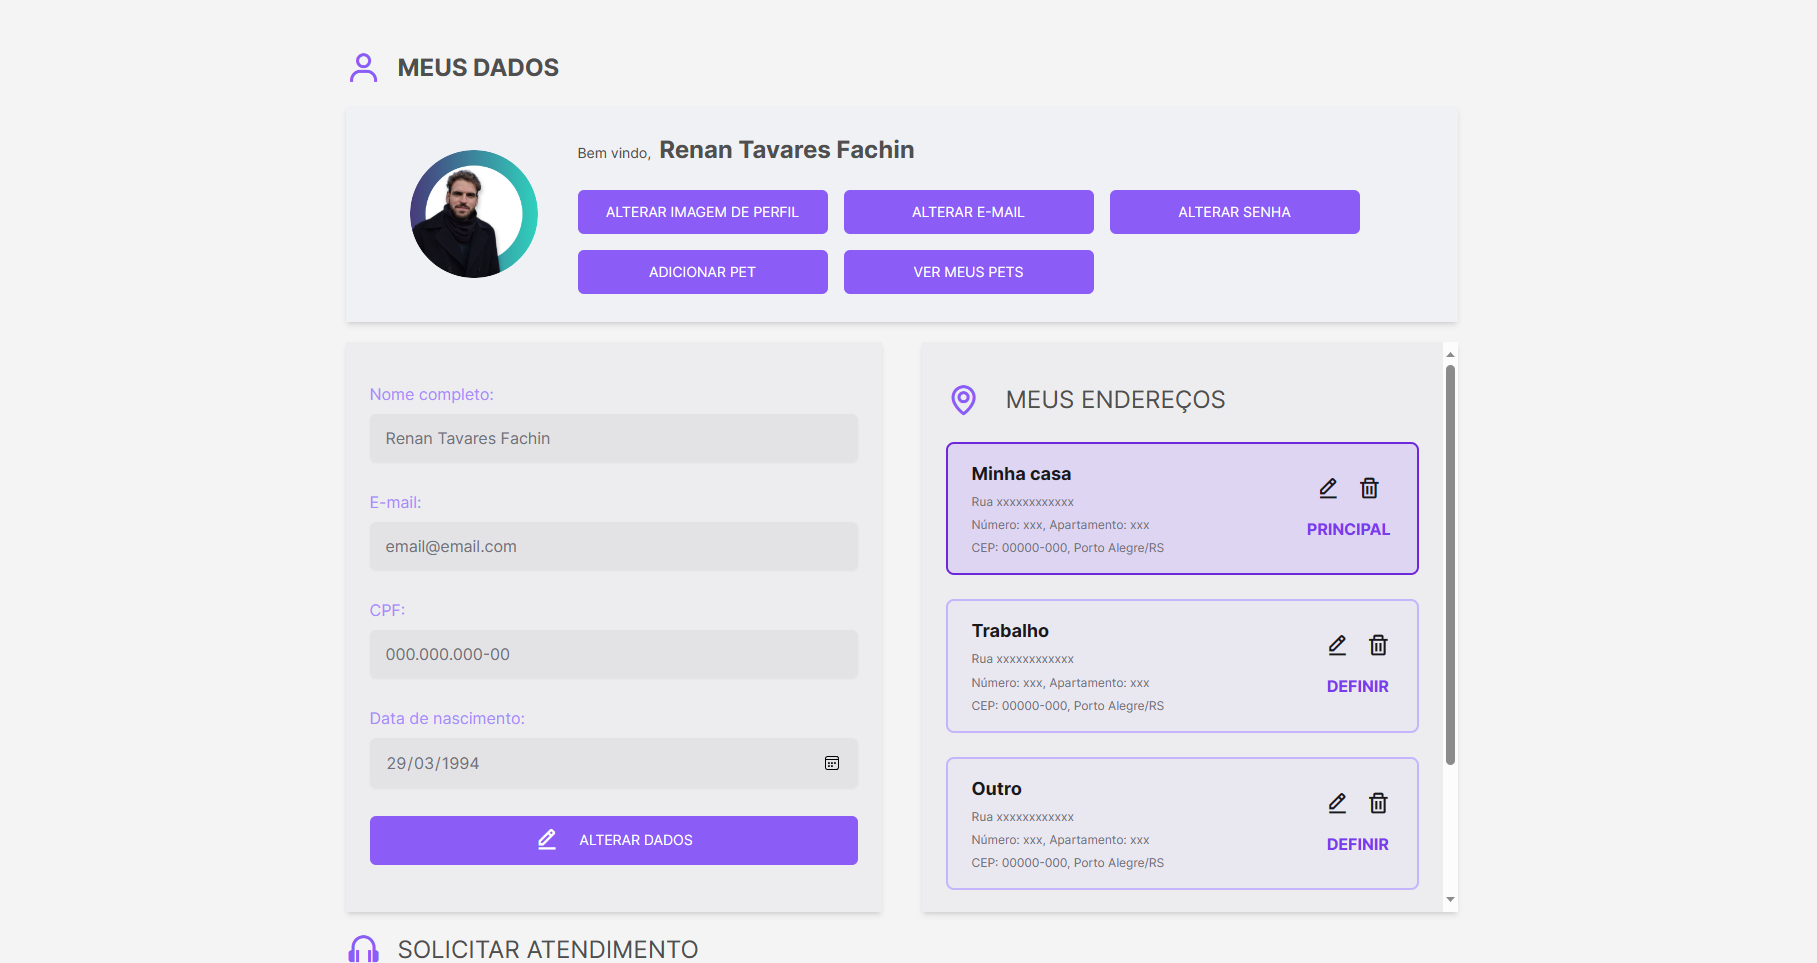 MEUS DADOS
Bem vindo, Renan Tavares Fachin
ALTERAR IMAGEM DE PERFIL
ALTERAR E-MAIL
ALTERAR SENHA
ADICIONAR PET
VER MEUS PETS
Nome completo:
Renan Tavares Fachin
E-mail:
email@email.com
CPF:
000.000.000-00
Data de nascimento:
29/03/1994
ALTERAR DADOS
MEUS ENDEREÇOS
Minha casa
Rua xxxxxxxxxxxx
Número: xxx, Apartamento: xxx
CEP: 00000-000, Porto Alegre/RS
PRINCIPAL
Trabalho
Rua xxxxxxxxxxxx
Número: xxx, Apartamento: xxx
CEP: 00000-000, Porto Alegre/RS
DEFINIR
Outro
Rua xxxxxxxxxxxx
Número: xxx, Apartamento: xxx
CEP: 00000-000, Porto Alegre/RS
DEFINIR
SOLICITAR ATENDIMENTO